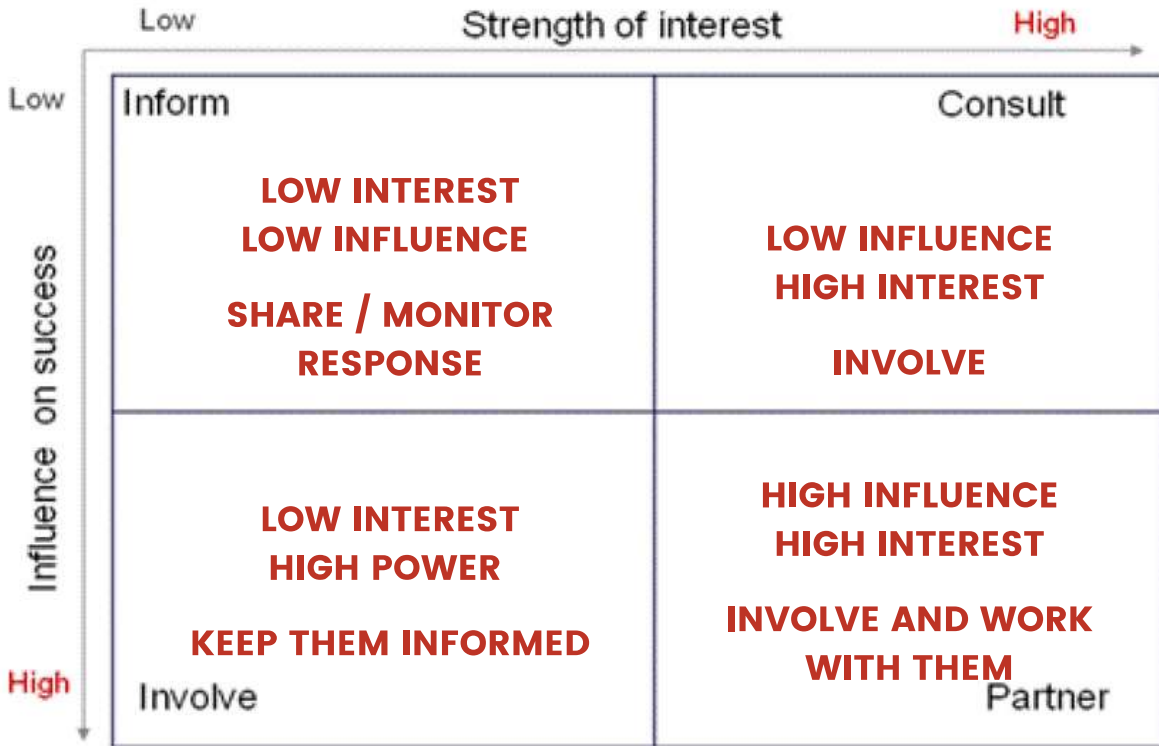 Low
Strength of interest
High
Low
Influence on success
High
Inform
LOW INTEREST
LOW INFLUENCE
SHARE / MONITOR
RESPONSE
Consult
LOW INFLUENCE
HIGH INTEREST
INVOLVE
LOW INTEREST
HIGH POWER
KEEP THEM INFORMED
Involve
HIGH INFLUENCE
HIGH INTEREST
INVOLVE AND WORK
WITH THEM
Partner